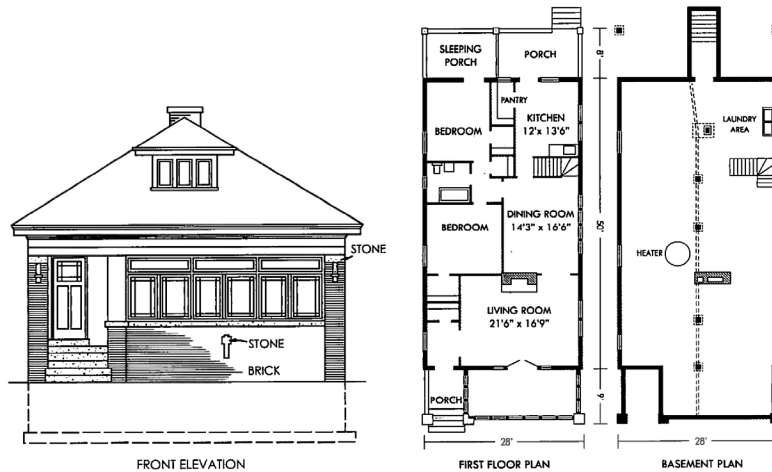 STONE
STONE
BRICK
FRONT ELEVATION
SLEEPING
PORCH
PORCH
PANTRY
KITCHEN
12'x 13'6"
BEDROOM
DINING ROOM
14'3" x 16'6"
BEDROOM
LIVING ROOM
21'6" x 16'9"
PORCH
8'
50'
9'
28'
FIRST FLOOR PLAN
LAUNDRY
AREA
HEATER
28'
BASEMENT PLAN